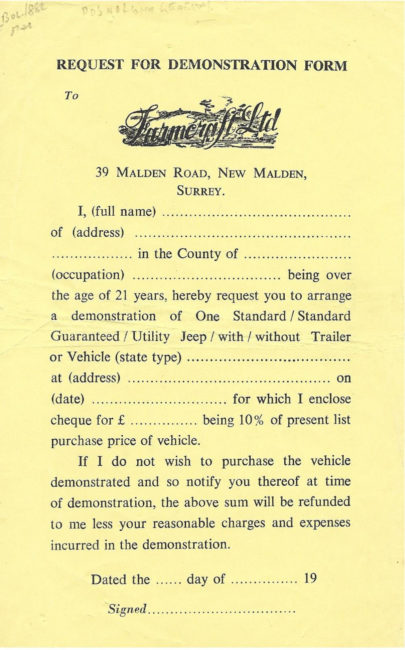 REQUEST FOR DEMONSTRATION FORM
To
Farmcraft Ltd
39 MALDEN ROAD, NEW MALDEN,
SURREY.
I, (full name) ..........................................
of (address) ................................................
.................. in the County of ........................
(occupation) ................................. being over
the age of 21 years, hereby request you to arrange
a demonstration of One Standard / Standard
Guaranteed / Utility Jeep / with / without Trailer
or Vehicle (state type) ....................................
at (address) ............................................. on
(date) .............................. for which I enclose
cheque for £ ............... being 10% of present list
purchase price of vehicle.
If I do not wish to purchase the vehicle
demonstrated and so notify you thereof at time
of demonstration, the above sum will be refunded
to me less your reasonable charges and expenses
incurred in the demonstration.
Dated the ...... day of ............... 19
Signed.................................